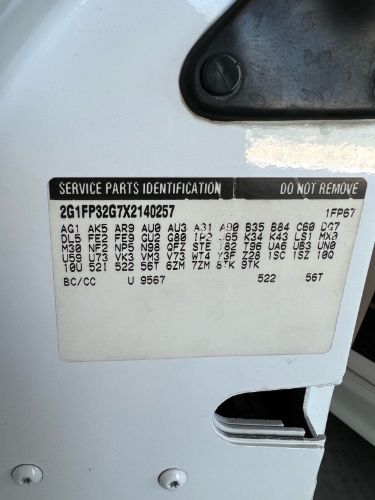 SERVICE PARTS IDENTIFICATION DO NOT REMOVE
2G1FP32G7X2140257 1FP67
AG1 AK5 AR9 AU0 AU3 A31 A90 B35 B84 C60 DG7
DL5 FE2 FE9 GU2 G80 J65 K34 K43 LS1 MX0
M30 NF2 NP5 N98 QFZ STE T82 T96 UA6 UB3 UN0
U59 U73 VK3 VM3 V73 WT4 Y3F Z28 1SC 1SZ 10Q
10U 52I 522 56T 6ZM 7ZM 8TK 9TK
BC/CC U 9567 522 56T